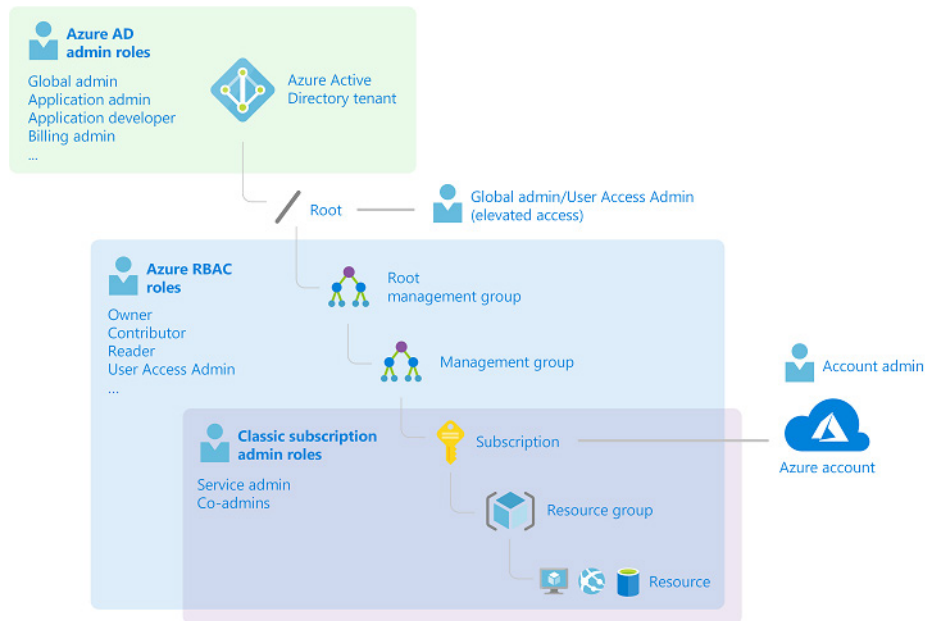 Azure AD
admin roles
Global admin
Application admin
Application developer
Billing admin
...
Azure Active
Directory tenant
Root
Global admin/User Access Admin
(elevated access)
Azure RBAC
roles
Owner
Contributor
Reader
User Access Admin
...
Root
management group
Management group
Account admin
Azure account
Classic subscription
admin roles
Service admin
Co-admins
Subscription
Resource group
Resource